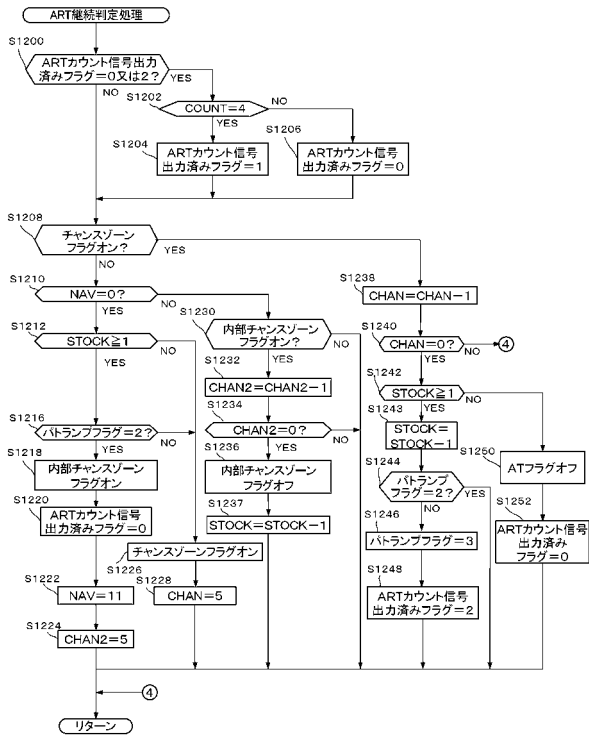 ART継続判定処理
S1200
ARTカウント信号出力
済みフラグ=0又は2?
YES
NO
S1202
COUNT=4
NO
YES
S1204
ARTカウント信号
出力済みフラグ=1
S1206
ARTカウント信号
出力済みフラグ=0
S1208
チャンスゾーン
フラグオン?
YES
NO
S1210
NAV=0?
NO
YES
S1212
STOCK≧1
YES
S1216
パトランプフラグ=2?
NO
YES
S1218
内部チャンスゾーン
フラグオン
S1220
ARTカウント信号
出力済みフラグ=0
S1222
NAV=11
S1224
CHAN2=5
チャンスゾーンフラグオン
S1226
S1228
CHAN=5
S1230
内部チャンスゾーン
フラグオン?
NO
YES
S1232
CHAN2=CHAN2-1
S1234
CHAN2=0?
NO
YES
S1236
内部チャンスゾーン
フラグオフ
S1237
STOCK=STOCK-1
S1238
CHAN=CHAN-1
S1240
CHAN=0?
NO
④
YES
S1242
STOCK≧1
NO
YES
S1243
STOCK=
STOCK-1
S1244
パトランプ
フラグ=2?
YES
NO
S1246
パトランプフラグ=3
S1248
ARTカウント信号
出力済みフラグ=2
S1250
ATフラグオフ
S1252
ARTカウント信号
出力済み
フラグ=0
④
リターン